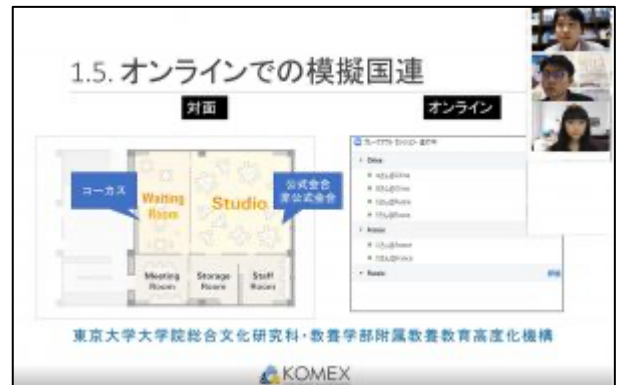 1.5. オンラインでの模擬国連
対面
オンライン
コーカス
Waiting Room
Studio
公式会合
非公式会合
Meeting Room
Storage Room
Staff Room
China
France
Russia
東京大学大学院総合文化研究科・教養学部附属教養教育高度化機構
KOMEX